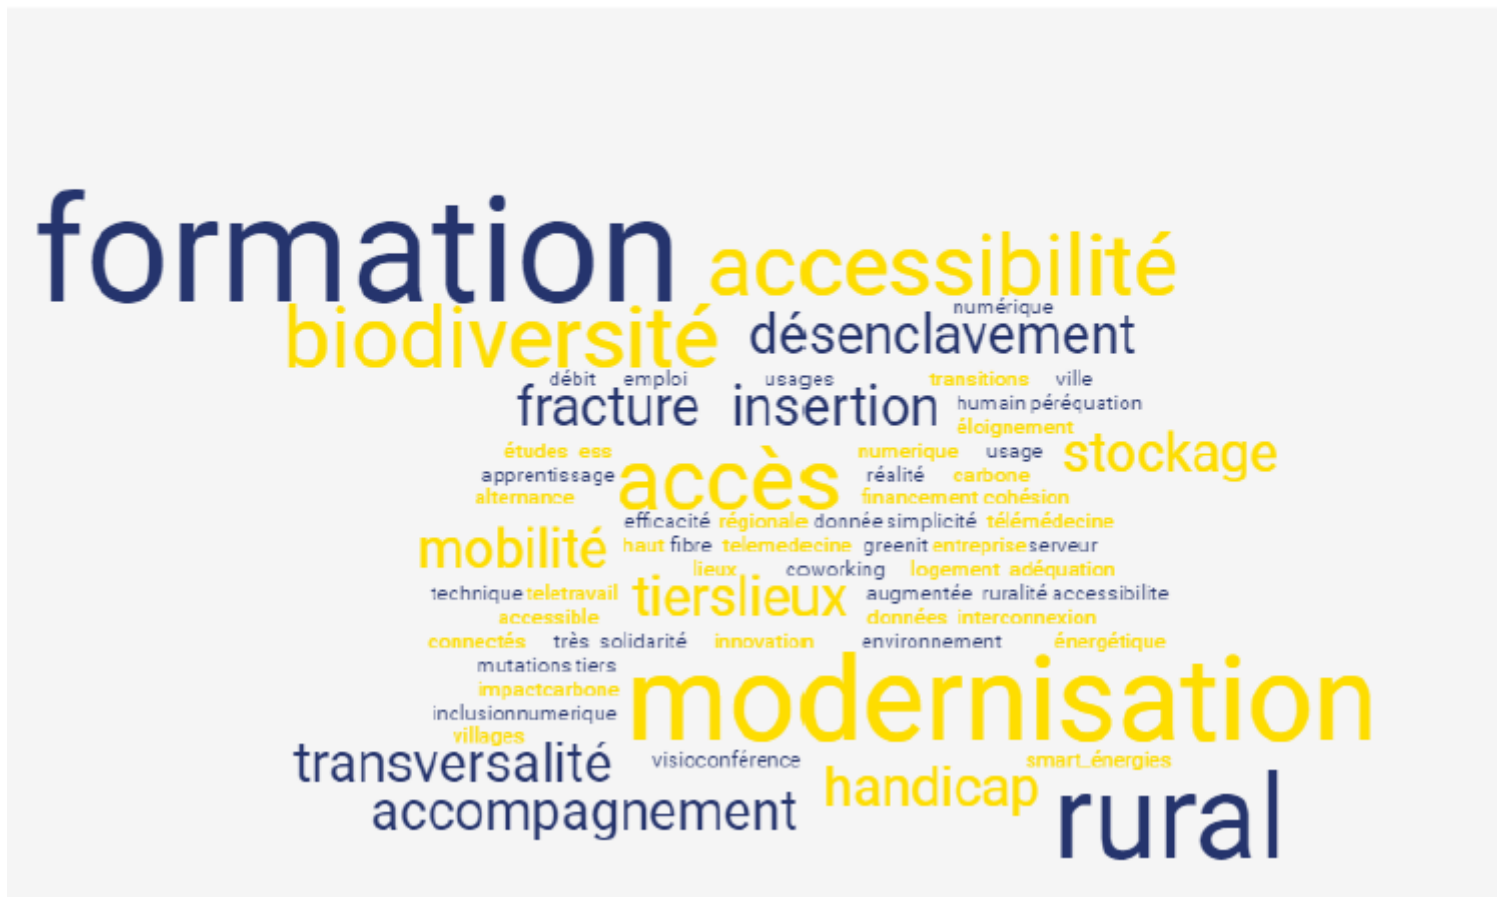 formation
accessibilité
numérique
biodiversité désenclavement
débit emploi usages transitions ville
fracture insertion humain péréquation
éloignement
études ess numerique usage stockage
apprentissage accès réalité carbone
alternance financement cohésion
efficacité régionale donnée simplicité télémédecine
mobilité haut fibre telemedecine greenit entreprise serveur
lieux coworking logement adéquation
technique teletravail tierslieux augmentée ruralité accessibilite
accessible données interconnexion
connectés très solidarité innovation environnement énergétique
mutations tiers
impactcarbone modernisation
inclusionnumerique
villages
transversalité visioconférence smart_énergies
handicap
accompagnement rural